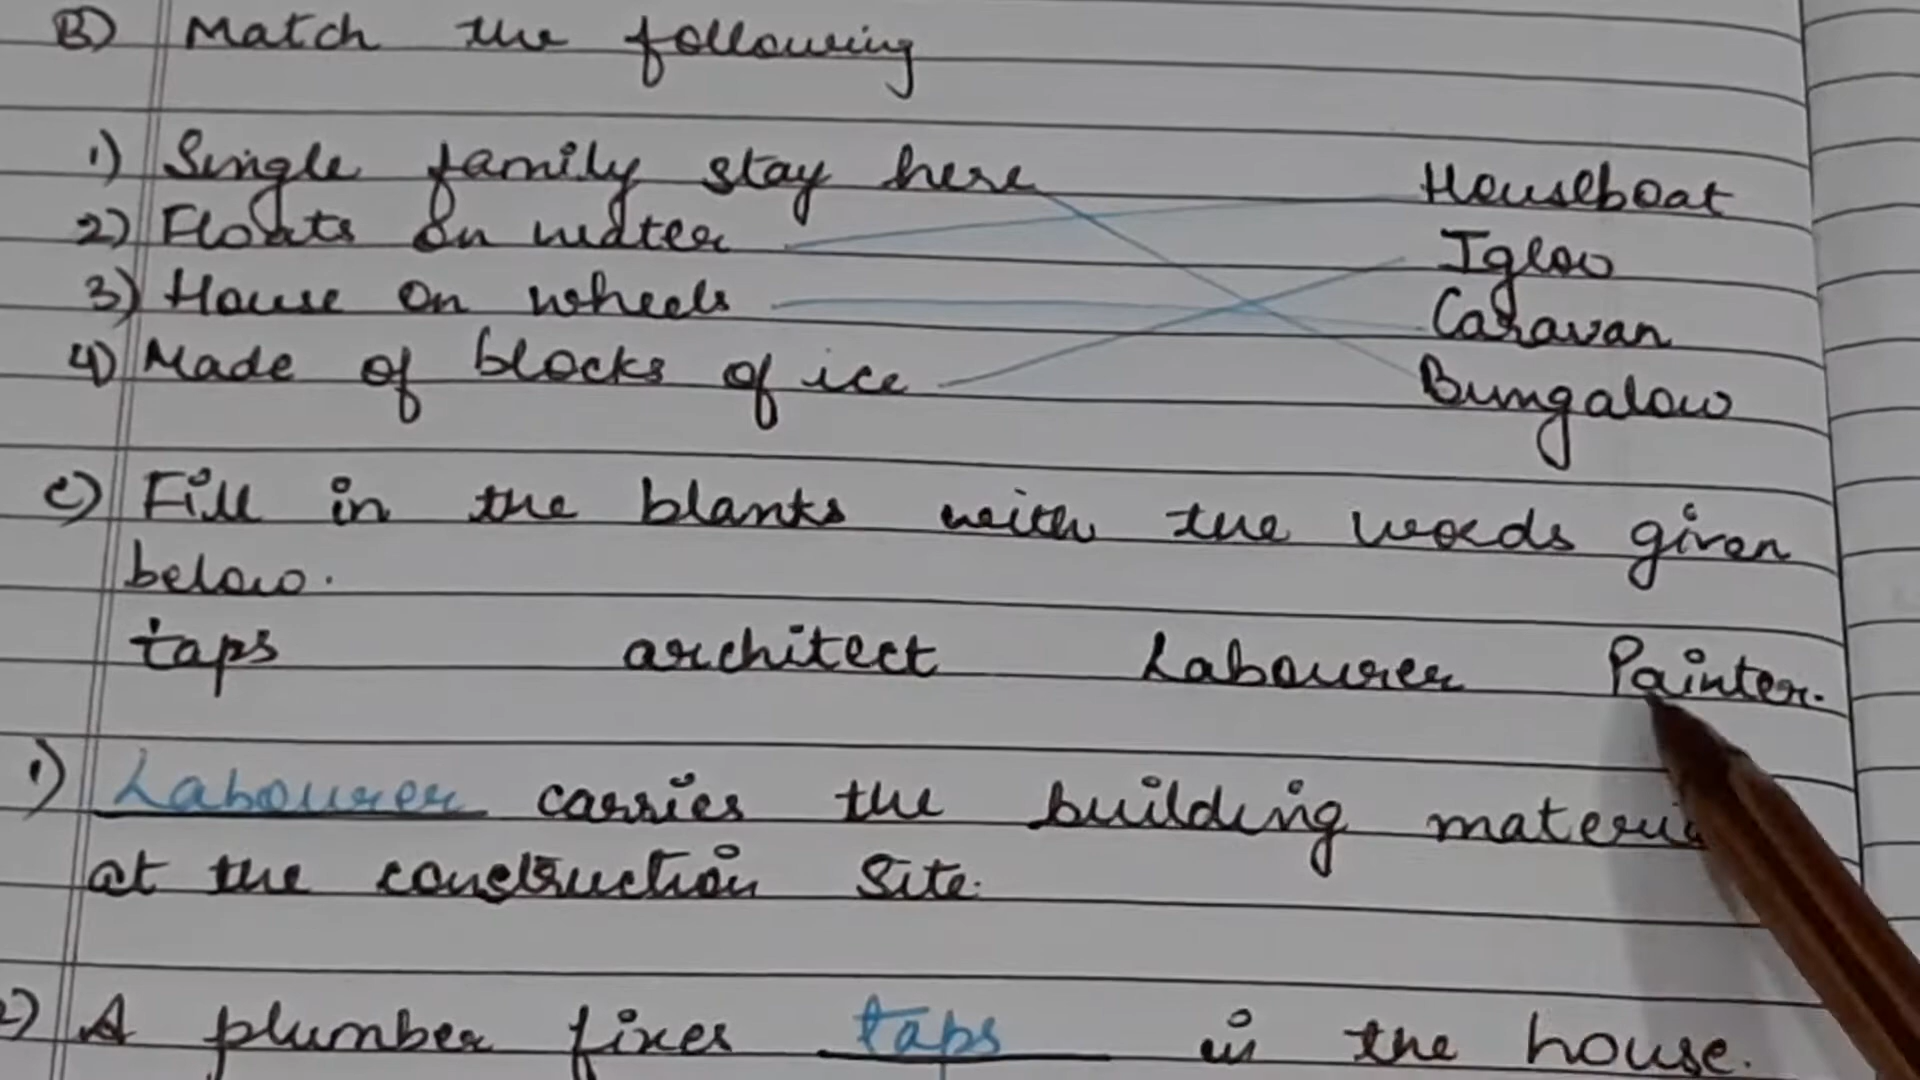 B) Match the following
1) Single family stay here Houseboat
2) Floats on water Igloo
3) House on wheels Caravan
4) Made of blocks of ice Bungalow
C) Fill in the blanks with the words given
below.
taps architect Labourer Painter.
1) Labourer carries the building
at the construction site.
2) A plumber fixes taps in the house.